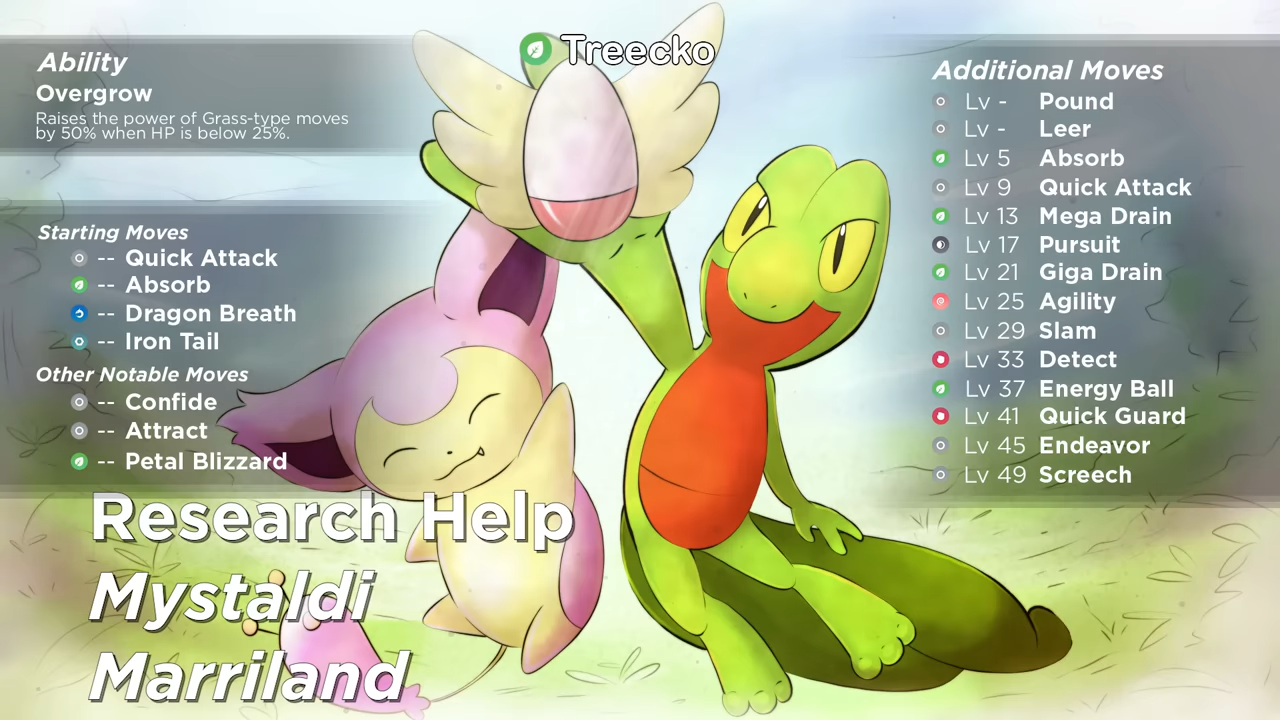 Treecko
Ability
Overgrow
Raises the power of Grass-type moves
by 50% when HP is below 25%.
Starting Moves
-- Quick Attack
-- Absorb
-- Dragon Breath
-- Iron Tail
Other Notable Moves
-- Confide
-- Attract
-- Petal Blizzard
Research Help
Mystaldi
Marriland
Additional Moves
Lv - Pound
Lv - Leer
Lv 5 Absorb
Lv 9 Quick Attack
Lv 13 Mega Drain
Lv 17 Pursuit
Lv 21 Giga Drain
Lv 25 Agility
Lv 29 Slam
Lv 33 Detect
Lv 37 Energy Ball
Lv 41 Quick Guard
Lv 45 Endeavor
Lv 49 Screech